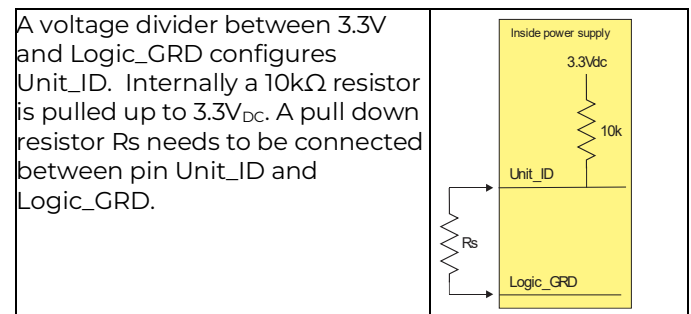 A voltage divider between 3.3V
and Logic_GRD configures
Unit_ID.  Internally a 10kΩ resistor
is pulled up to 3.3V_DC. A pull down
resistor Rs needs to be connected
between pin Unit_ID and
Logic_GRD.
Inside power supply
3.3Vdc
10k
Unit_ID
Rs
Logic_GRD